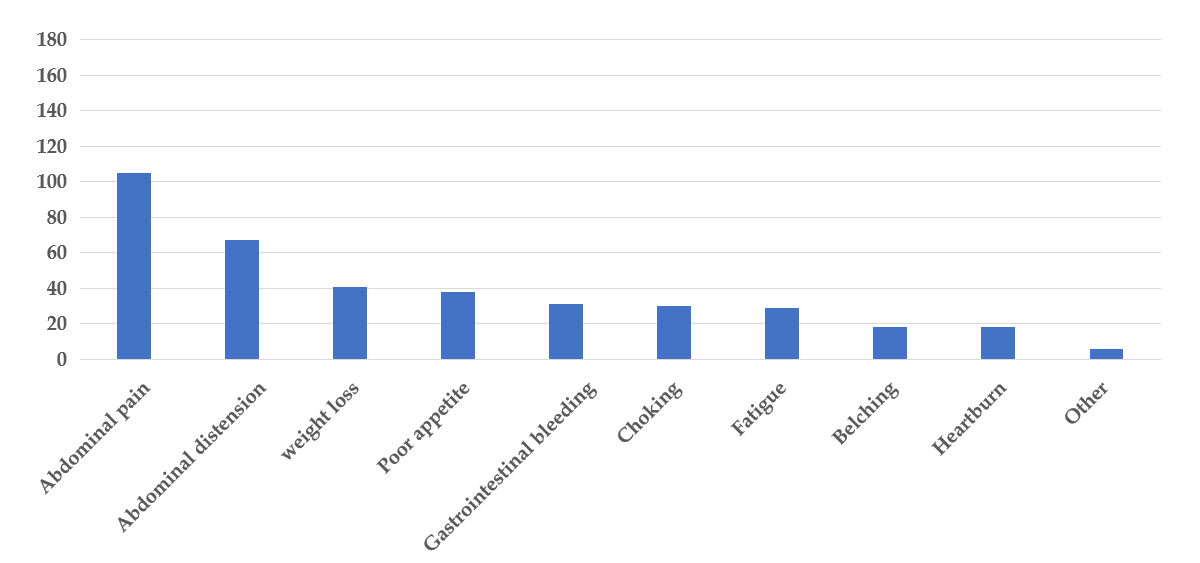 180
160
140
120
100
80
60
40
20
0
Abdominal pain
Abdominal distension
weight loss
Poor appetite
Gastrointestinal bleeding
Choking
Fatigue
Belching
Heartburn
Other